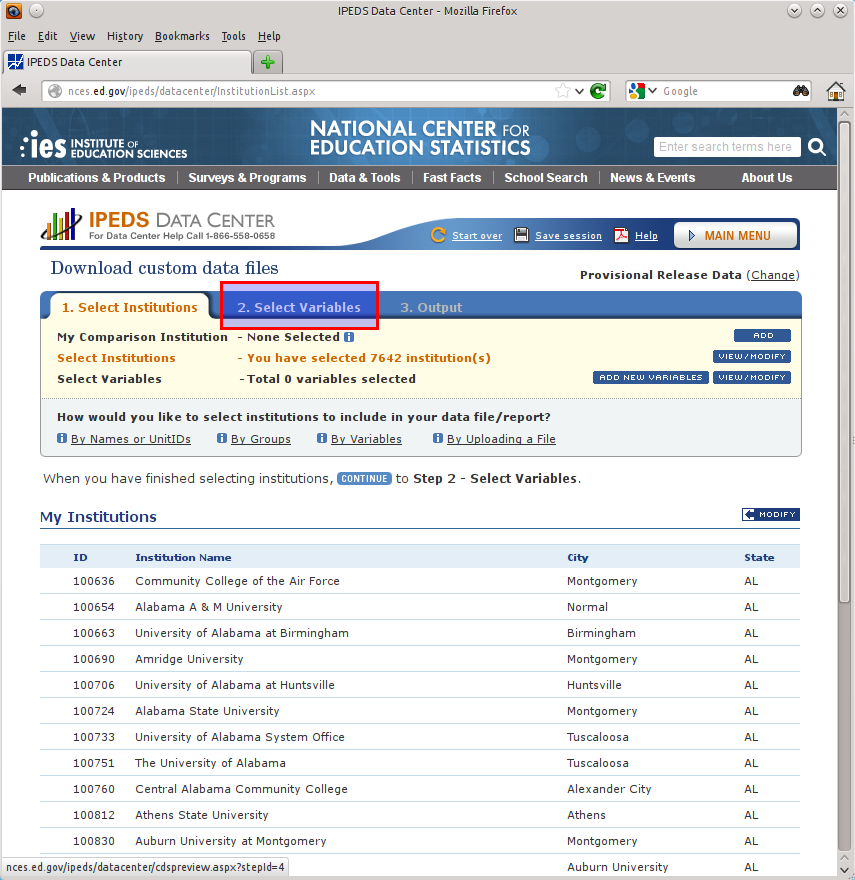 IPEDS Data Center - Mozilla Firefox
File Edit View History Bookmarks Tools Help
IPEDS Data Center
nces.ed.gov/ipeds/datacenter/InstitutionList.aspx Google
ies INSTITUTE OF EDUCATION SCIENCES
NATIONAL CENTER FOR
EDUCATION STATISTICS
Enter search terms here
Publications & Products Surveys & Programs Data & Tools Fast Facts School Search News & Events About Us
IPEDS DATA CENTER
For Data Center Help Call 1-866-558-0658
Start over Save session Help MAIN MENU
Download custom data files
Provisional Release Data (Change)
1. Select Institutions 2. Select Variables 3. Output
My Comparison Institution - None Selected i ADD
Select Institutions - You have selected 7642 institution(s) VIEW/MODIFY
Select Variables - Total 0 variables selected ADD NEW VARIABLES VIEW/MODIFY
How would you like to select institutions to include in your data file/report?
i By Names or UnitIDs i By Groups i By Variables i By Uploading a File
When you have finished selecting institutions, CONTINUE to Step 2 - Select Variables.
My Institutions MODIFY
ID Institution Name City State
100636 Community College of the Air Force Montgomery AL
100654 Alabama A & M University Normal AL
100663 University of Alabama at Birmingham Birmingham AL
100690 Amridge University Montgomery AL
100706 University of Alabama at Huntsville Huntsville AL
100724 Alabama State University Montgomery AL
100733 University of Alabama System Office Tuscaloosa AL
100751 The University of Alabama Tuscaloosa AL
100760 Central Alabama Community College Alexander City AL
100812 Athens State University Athens AL
100830 Auburn University at Montgomery Montgomery AL
nces.ed.gov/ipeds/datacenter/cdspreview.aspx?stepId=4 Auburn University AL